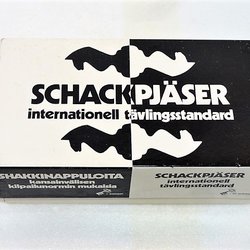 SCHACKPJÄSER
internationell tävlingsstandard
SHAKKINAPPULOITA
kansainvälisen
kilpailunormin mukaisia
SCHACKPJÄSER
internationell
tävlingsstandard